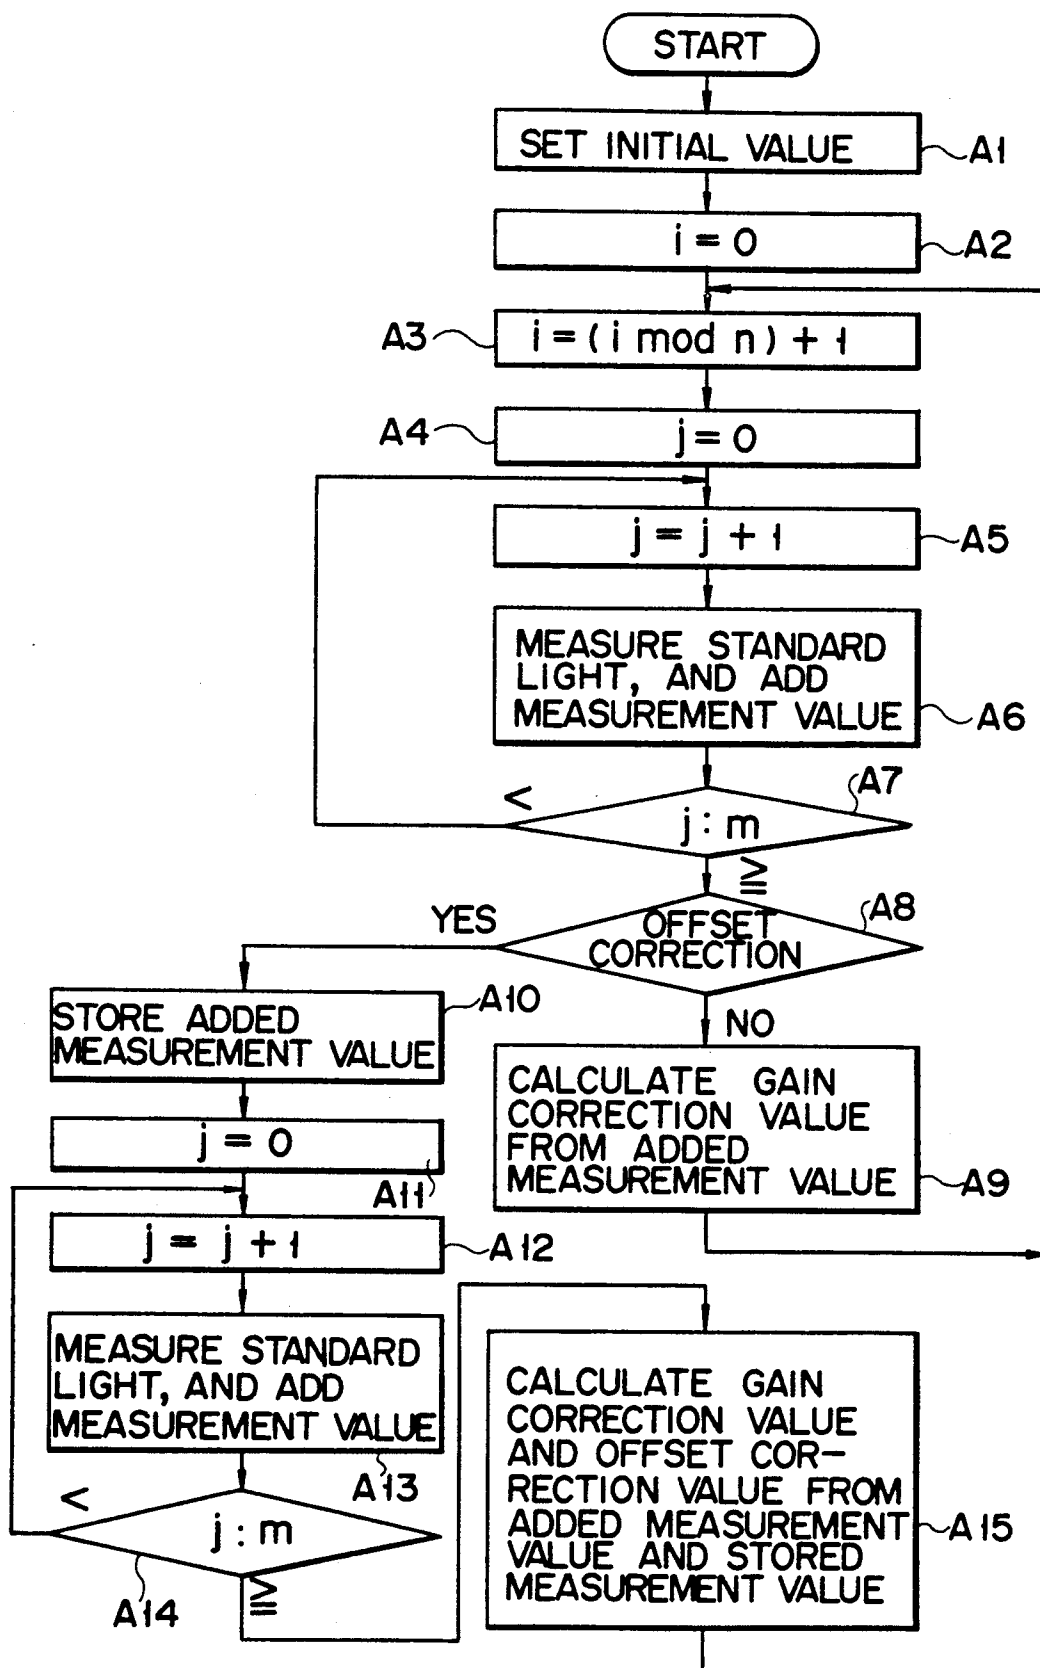 START
SET INITIAL VALUE
A1
i = 0
A2
A3
i = (i mod n) + 1
A4
j = 0
j = j + 1
A5
MEASURE STANDARD
LIGHT, AND ADD
MEASUREMENT VALUE
A6
A7
<
j : m
≧
A8
YES
OFFSET
CORRECTION
NO
A10
STORE ADDED
MEASUREMENT VALUE
CALCULATE GAIN
CORRECTION VALUE
FROM ADDED
MEASUREMENT VALUE
A9
j = 0
A11
j = j + 1
A12
MEASURE STANDARD
LIGHT, AND ADD
MEASUREMENT VALUE
A13
<
j : m
A14
≧
CALCULATE GAIN
CORRECTION VALUE
AND OFFSET COR-
RECTION VALUE FROM
ADDED MEASUREMENT
VALUE AND STORED
MEASUREMENT VALUE
A15